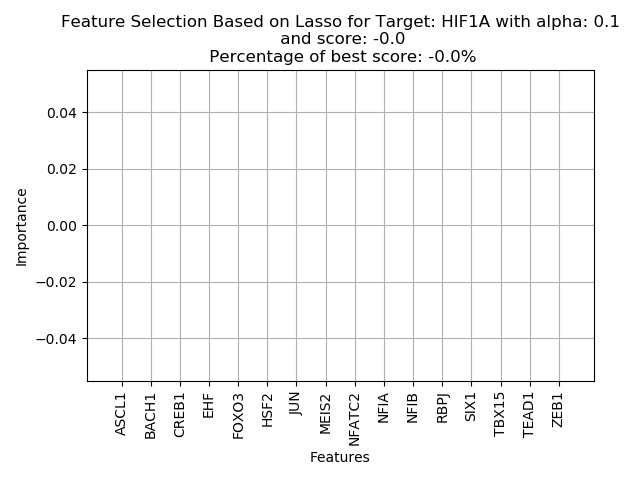 Feature Selection Based on Lasso for Target: HIF1A with alpha: 0.1
and score: -0.0
Percentage of best score: -0.0%
0.04
0.02
0.00
−0.02
−0.04
Importance
ASCL1
BACH1
CREB1
EHF
FOXO3
HSF2
JUN
MEIS2
NFATC2
NFIA
NFIB
RBPJ
SIX1
TBX15
TEAD1
ZEB1
Features